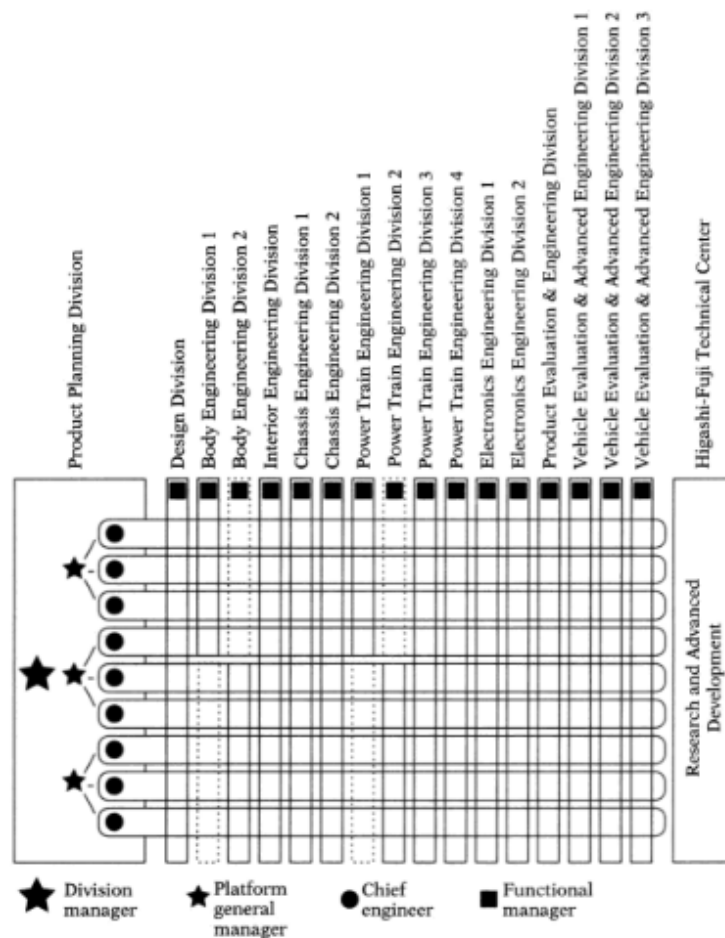 Product Planning Division
Design Division
Body Engineering Division 1
Body Engineering Division 2
Interior Engineering Division
Chassis Engineering Division 1
Chassis Engineering Division 2
Power Train Engineering Division 1
Power Train Engineering Division 2
Power Train Engineering Division 3
Power Train Engineering Division 4
Electronics Engineering Division 1
Electronics Engineering Division 2
Product Evaluation & Engineering Division
Vehicle Evaluation & Advanced Engineering Division 1
Vehicle Evaluation & Advanced Engineering Division 2
Vehicle Evaluation & Advanced Engineering Division 3
Higashi-Fuji Technical Center
Research and Advanced
Development
Division
manager
Platform
general
manager
Chief
engineer
Functional
manager